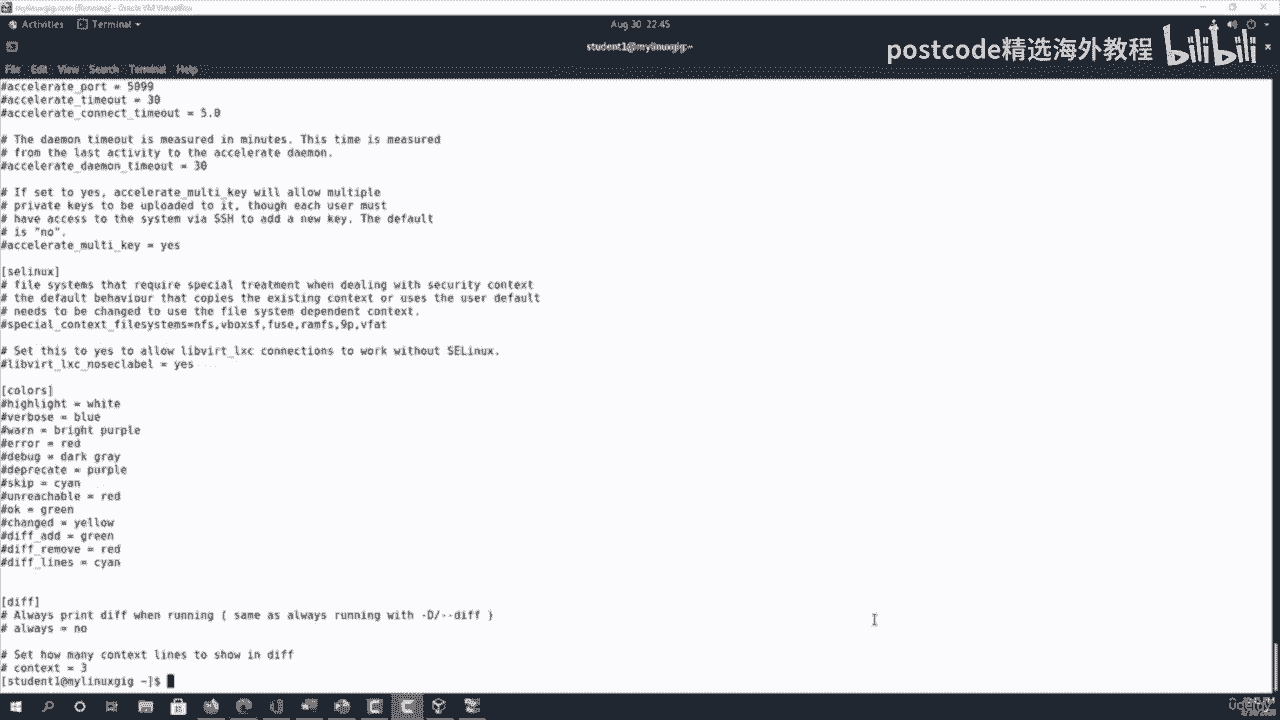 mylinuxgig.com [Running] - Oracle VM VirtualBox
Activities Terminal Aug 30 22:45
student1@mylinuxgig:~
File Edit View Search Terminal Help
postcode精选海外教程 bilibili
#accelerate_port = 5099
#accelerate_timeout = 30
#accelerate_connect_timeout = 5.0
# The daemon timeout is measured in minutes. This time is measured
# from the last activity to the accelerate daemon.
#accelerate_daemon_timeout = 30
# If set to yes, accelerate_multi_key will allow multiple
# private keys to be uploaded to it, though each user must
# have access to the system via SSH to add a new key. The default
# is "no".
#accelerate_multi_key = yes
[selinux]
# file systems that require special treatment when dealing with security context
# the default behaviour that copies the existing context or uses the user default
# needs to be changed to use the file system dependent context.
#special_context_filesystems=nfs,vboxsf,fuse,ramfs,9p,vfat
# Set this to yes to allow libvirt_lxc connections to work without SELinux.
#libvirt_lxc_noseclabel = yes
[colors]
#highlight = white
#verbose = blue
#warn = bright purple
#error = red
#debug = dark gray
#deprecate = purple
#skip = cyan
#unreachable = red
#ok = green
#changed = yellow
#diff_add = green
#diff_remove = red
#diff_lines = cyan
[diff]
# Always print diff when running ( same as always running with -D/--diff )
# always = no
# Set how many context lines to show in diff
# context = 3
[student1@mylinuxgig ~]$